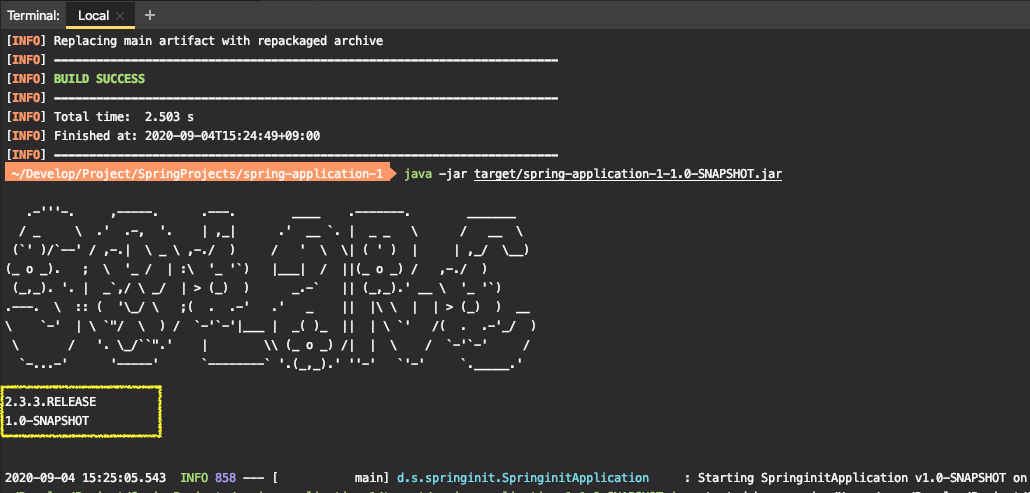 Terminal: Local × +
[INFO] Replacing main artifact with repackaged archive
[INFO] ------------------------------------------------------------------------
[INFO] BUILD SUCCESS
[INFO] ------------------------------------------------------------------------
[INFO] Total time:  2.503 s
[INFO] Finished at: 2020-09-04T15:24:49+09:00
[INFO] ------------------------------------------------------------------------
~/Develop/Project/SpringProjects/spring-application-1 java -jar target/spring-application-1-1.0-SNAPSHOT.jar
2.3.3.RELEASE
1.0-SNAPSHOT
2020-09-04 15:25:05.543  INFO 858 --- [           main] d.s.springinit.SpringinitApplication     : Starting SpringinitApplication v1.0-SNAPSHOT on